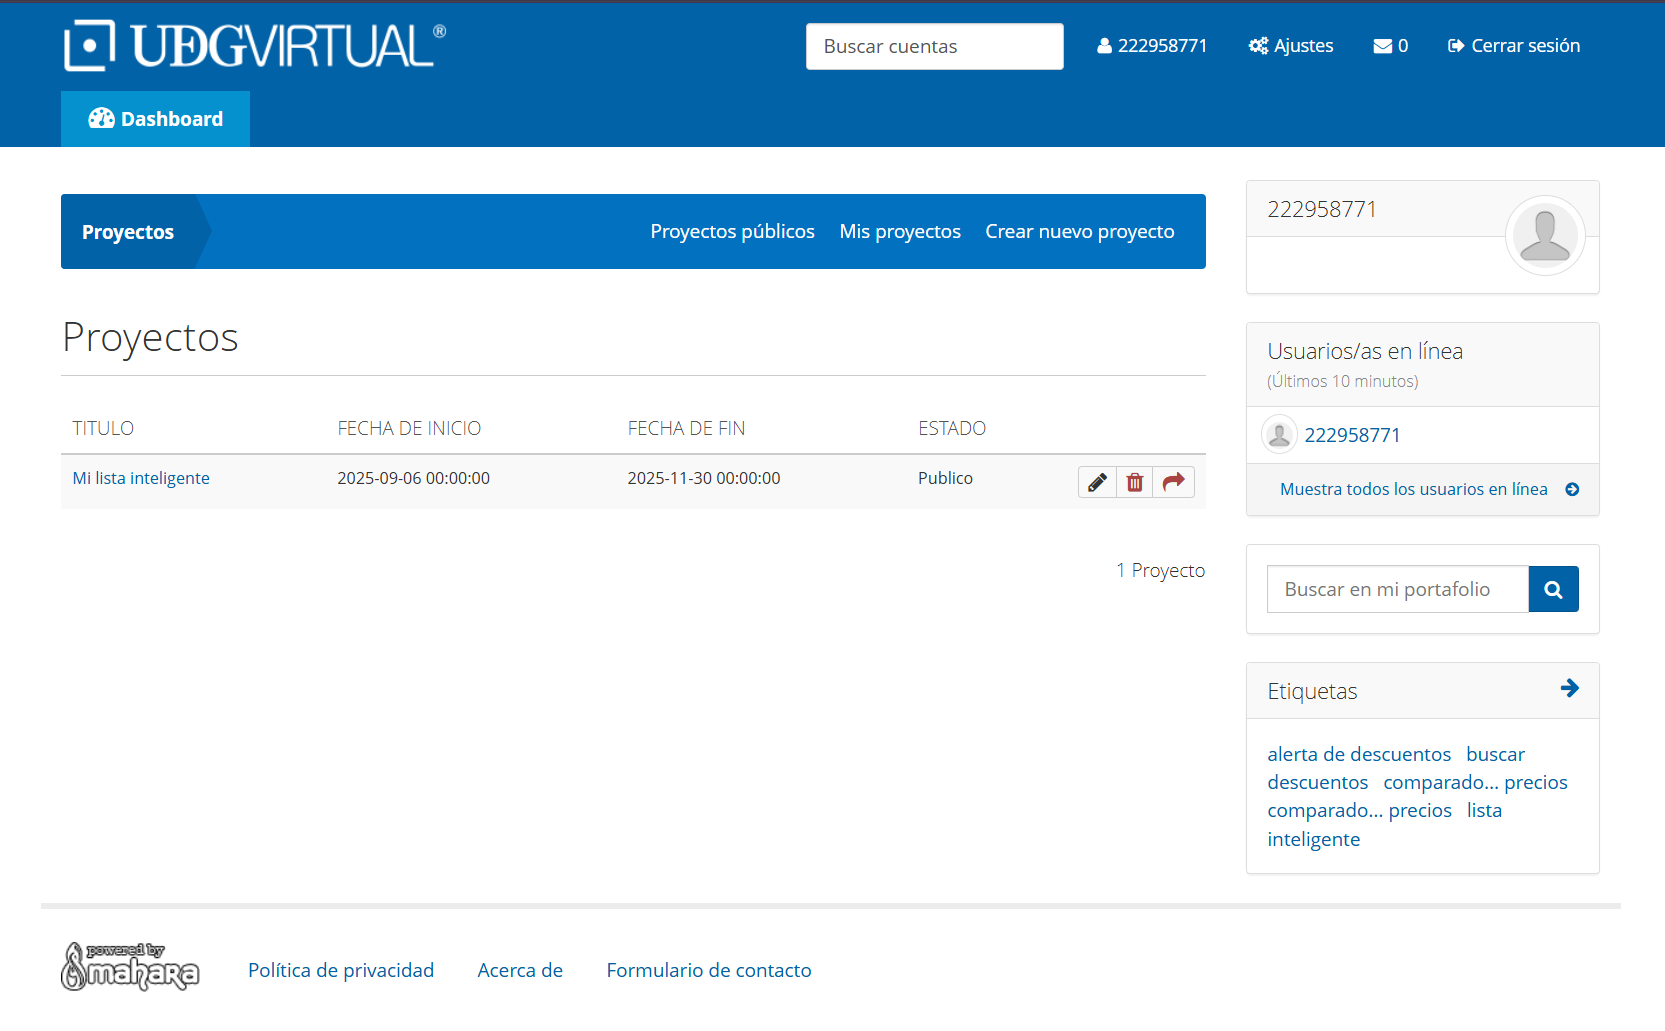 UDGVIRTUAL®
Buscar cuentas
222958771
Ajustes
0
Cerrar sesión
Dashboard
Proyectos
Proyectos públicos
Mis proyectos
Crear nuevo proyecto
Proyectos
TITULO
FECHA DE INICIO
FECHA DE FIN
ESTADO
Mi lista inteligente
2025-09-06 00:00:00
2025-11-30 00:00:00
Publico
1 Proyecto
222958771
Usuarios/as en línea
(Últimos 10 minutos)
222958771
Muestra todos los usuarios en línea
Buscar en mi portafolio
Etiquetas
alerta de descuentos buscar
descuentos comparado... precios
comparado... precios lista
inteligente
powered by
mahara
Política de privacidad
Acerca de
Formulario de contacto